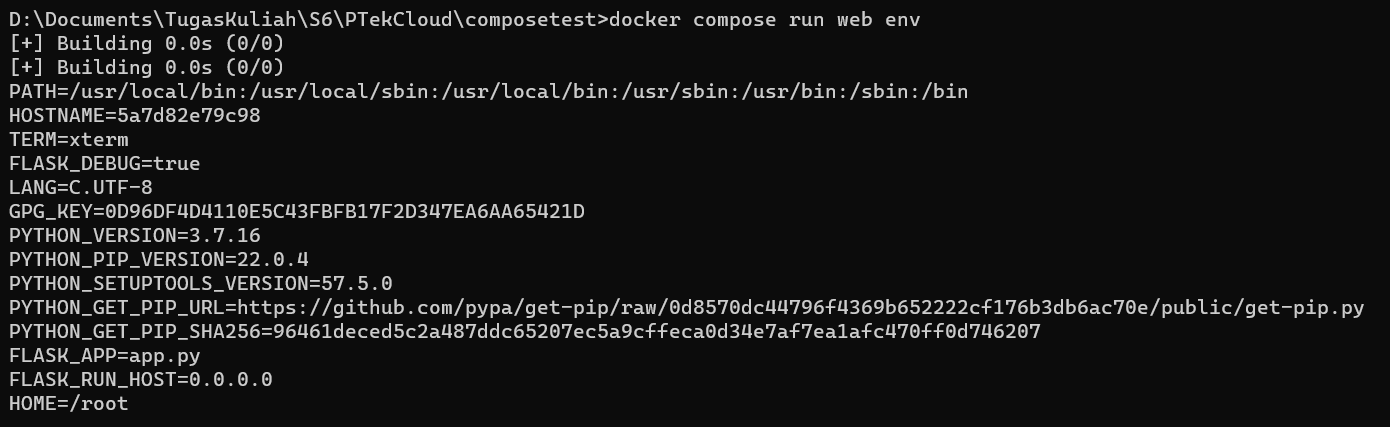 D:\Documents\TugasKuliah\S6\PTekCloud\composetest>docker compose run web env
[+] Building 0.0s (0/0)
[+] Building 0.0s (0/0)
PATH=/usr/local/bin:/usr/local/sbin:/usr/local/bin:/usr/sbin:/usr/bin:/sbin:/bin
HOSTNAME=5a7d82e79c98
TERM=xterm
FLASK_DEBUG=true
LANG=C.UTF-8
GPG_KEY=0D96DF4D4110E5C43FBFB17F2D347EA6AA65421D
PYTHON_VERSION=3.7.16
PYTHON_PIP_VERSION=22.0.4
PYTHON_SETUPTOOLS_VERSION=57.5.0
PYTHON_GET_PIP_URL=https://github.com/pypa/get-pip/raw/0d8570dc44796f4369b652222cf176b3db6ac70e/public/get-pip.py
PYTHON_GET_PIP_SHA256=96461deced5c2a487ddc65207ec5a9cffeca0d34e7af7ea1afc470ff0d746207
FLASK_APP=app.py
FLASK_RUN_HOST=0.0.0.0
HOME=/root